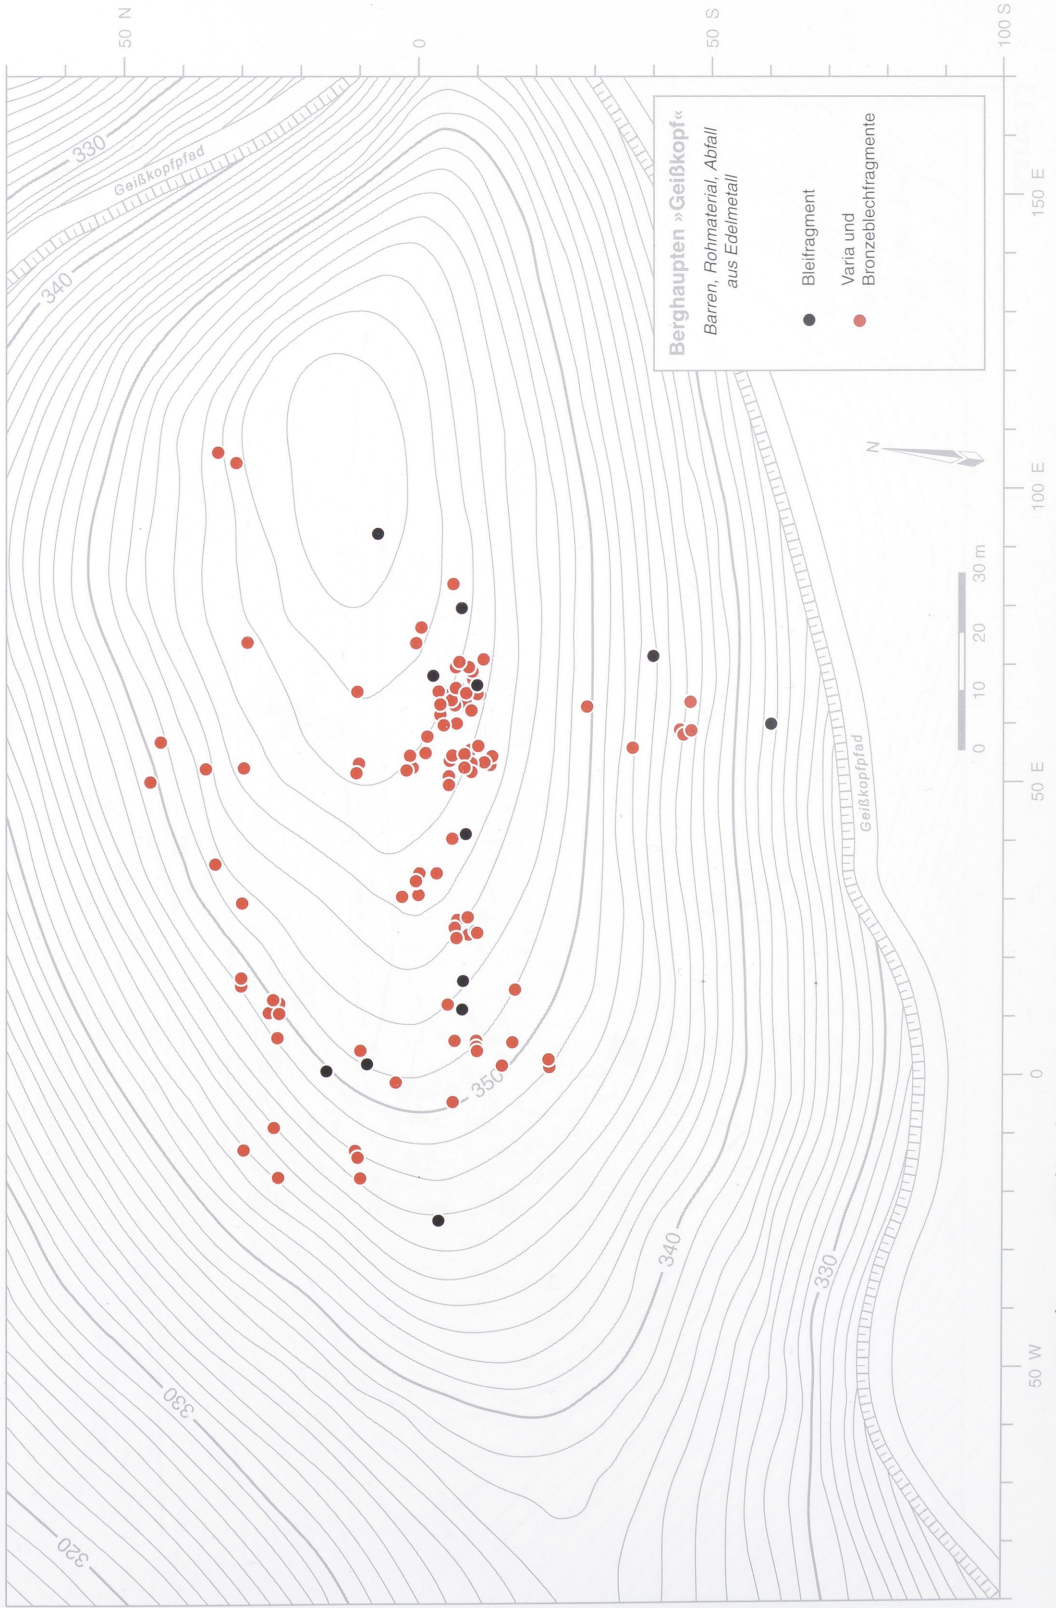 Berghaupten »Geißkopf«
Barren, Rohmaterial, Abfall
aus Edelmetall
Bleifragment
Varia und
Bronzeblechfragmente
Geißkopfpfad
Geißkopfpfad
N
0 10 20 30 m
50 W
0
50 E
100 E
150 E
50 N
0
50 S
100 S
320
330
330
330
340
340
350